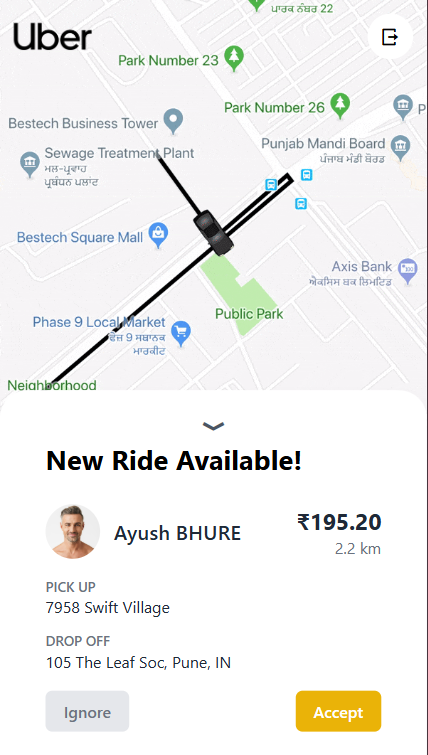 ਪਾਰਕ ਨੰਬਰ 22
Uber
Park Number 23
Park Number 26
P
Bestech Business Tower
Sewage Treatment Plant
ਮਲ-ਪ੍ਰਵਾਹ
ਪ੍ਰਬੰਧਨ ਪਲਾਂਟ
Punjab Mandi Board
ਪੰਜਾਬ ਮੰਡੀ ਬੋਰਡ
Bestech Square Mall
Axis Bank
ਐਕਸਿਸ ਬਕ ਲਿਮਟਿਡ
Public Park
Phase 9 Local Market
ਫੇਜ਼ 9 ਸਥਾਨਕ
ਮਾਰਕੀਟ
Neighborhood
New Ride Available!
Ayush BHURE
₹195.20
2.2 km
PICK UP
7958 Swift Village
DROP OFF
105 The Leaf Soc, Pune, IN
Ignore
Accept